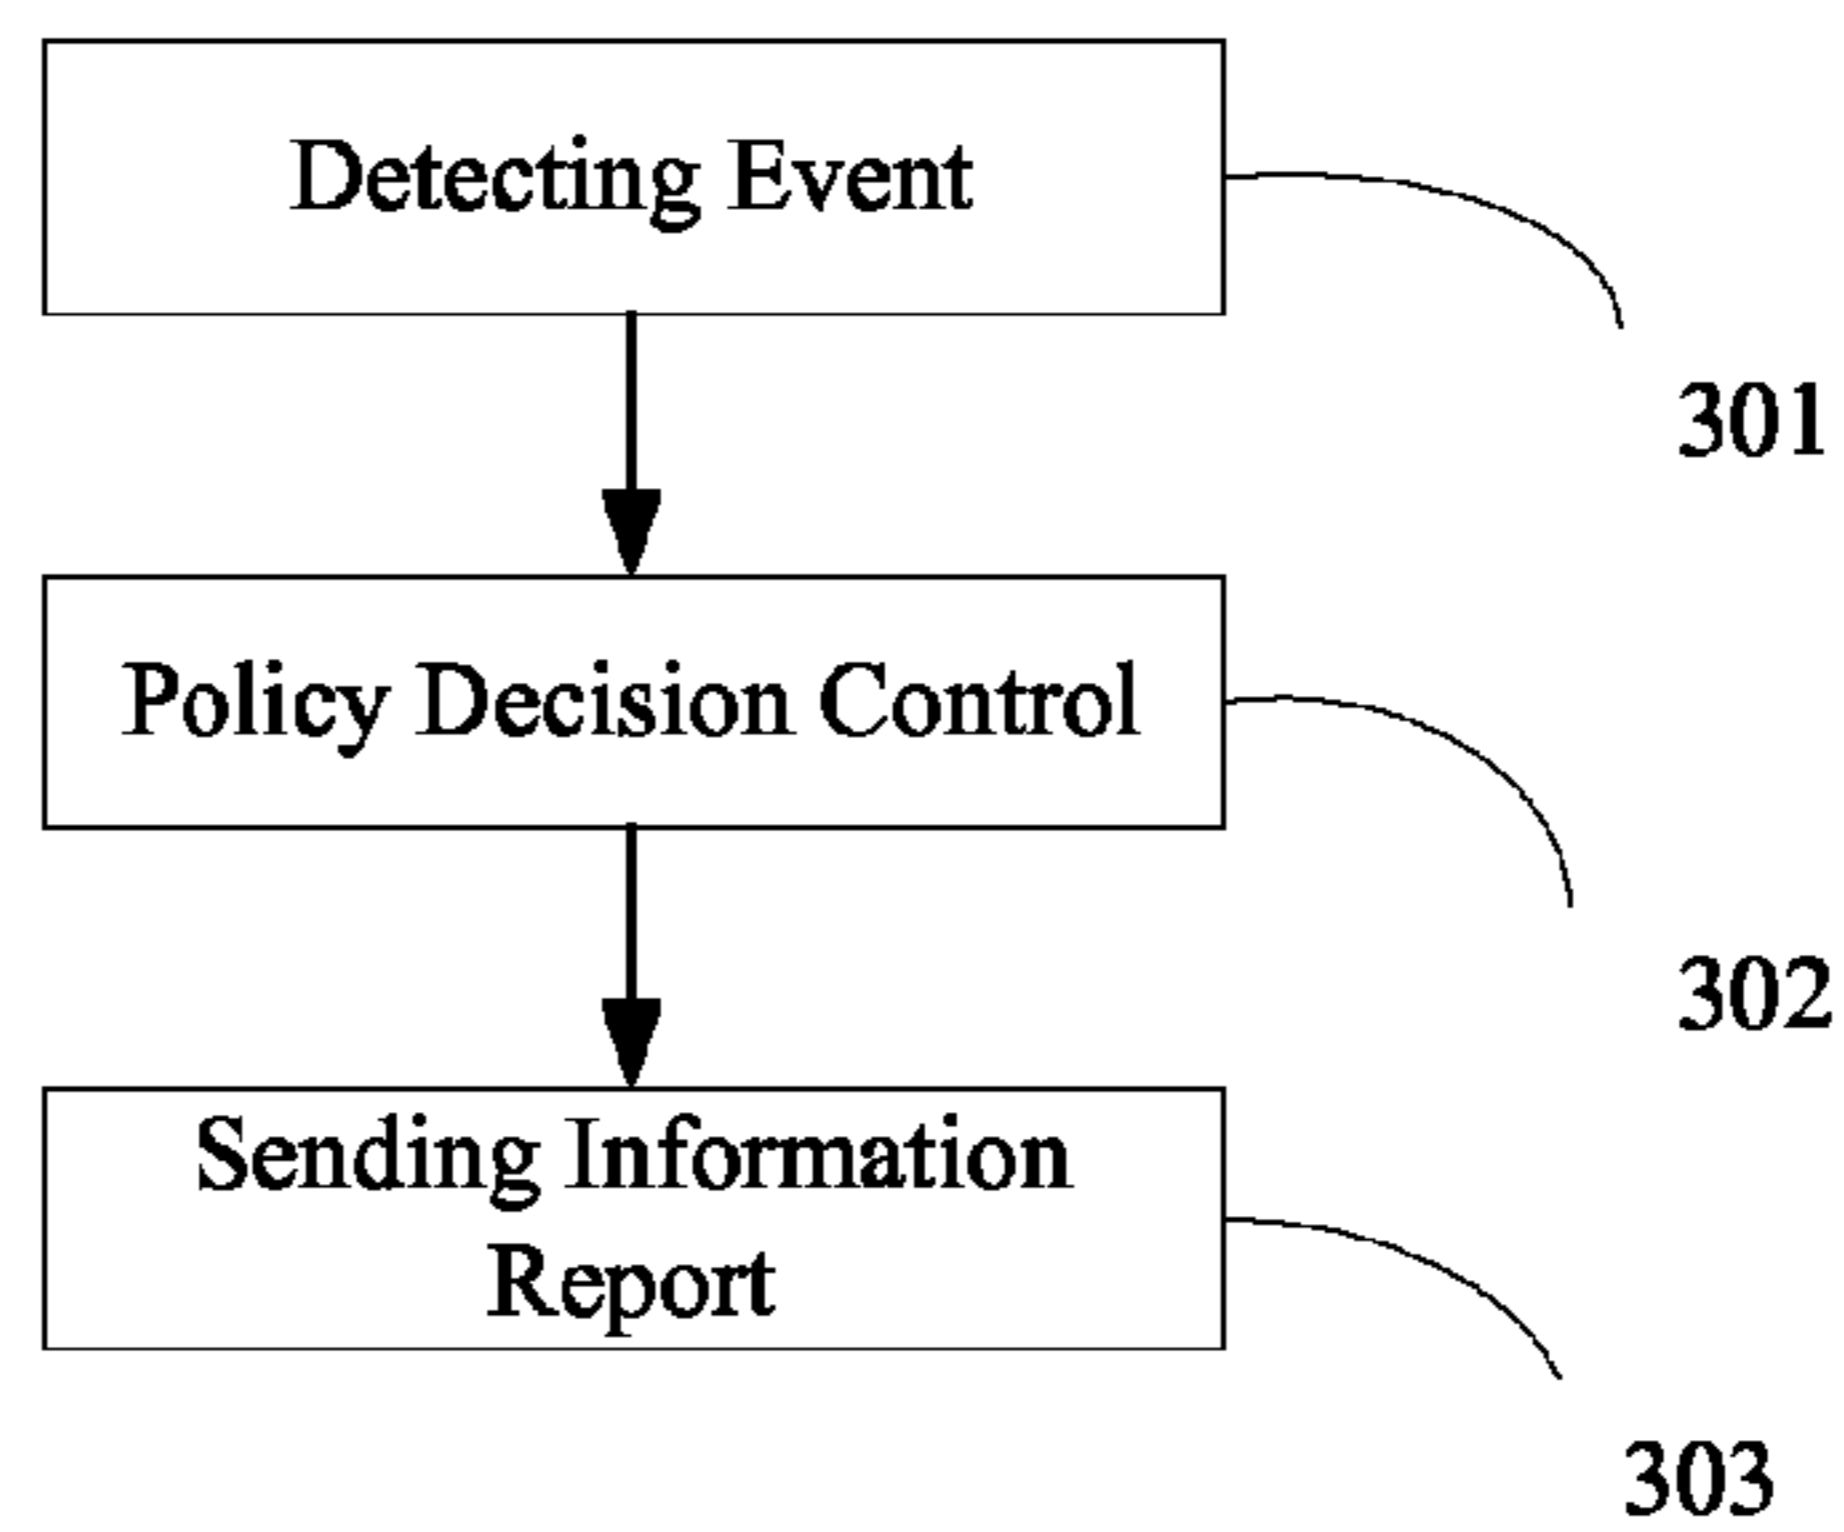 Detecting Event
301
Policy Decision Control
302
Sending Information
Report
303